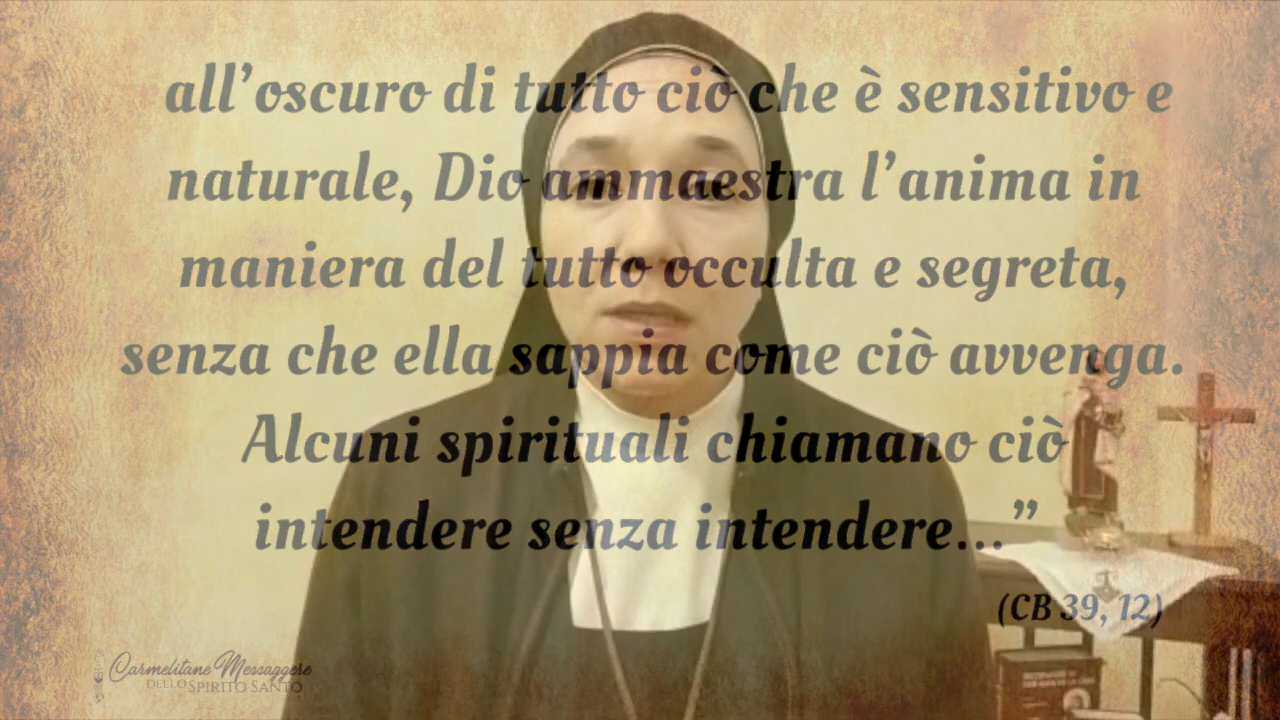 all’oscuro di tutto ciò che è sensitivo e
naturale, Dio ammaestra l’anima in
maniera del tutto occulta e segreta,
senza che ella sappia come ciò avvenga.
Alcuni spirituali chiamano ciò
intendere senza intendere...”
(CB 39, 12)
Carmelitane Messaggere
dello Spirito Santo